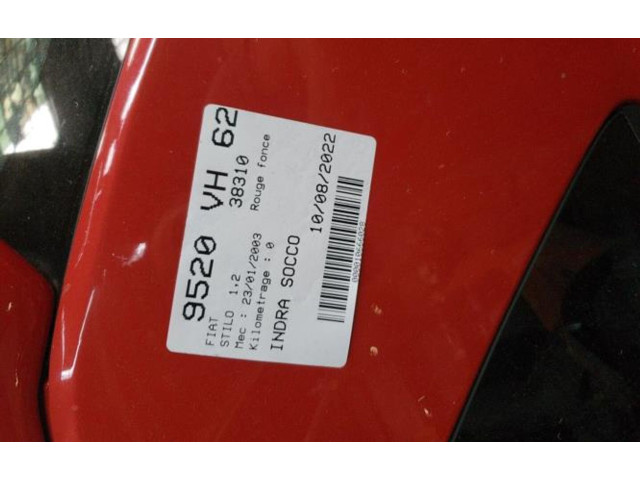 9520 VH 62
FIAT 38310
STILO 1,2 Rouge fonce
Mec : 23/01/2003
Kilometrage : 0
INDRA SOCCO 10/08/2022